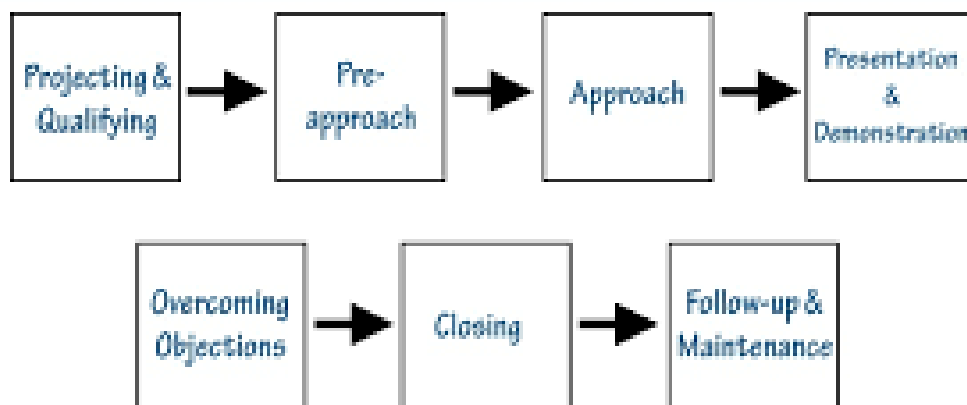 Projecting &
Qualifying
Pre-
approach
Approach
Presentation
&
Demonstration
Overcoming
Objections
Closing
Follow-up &
Maintenance